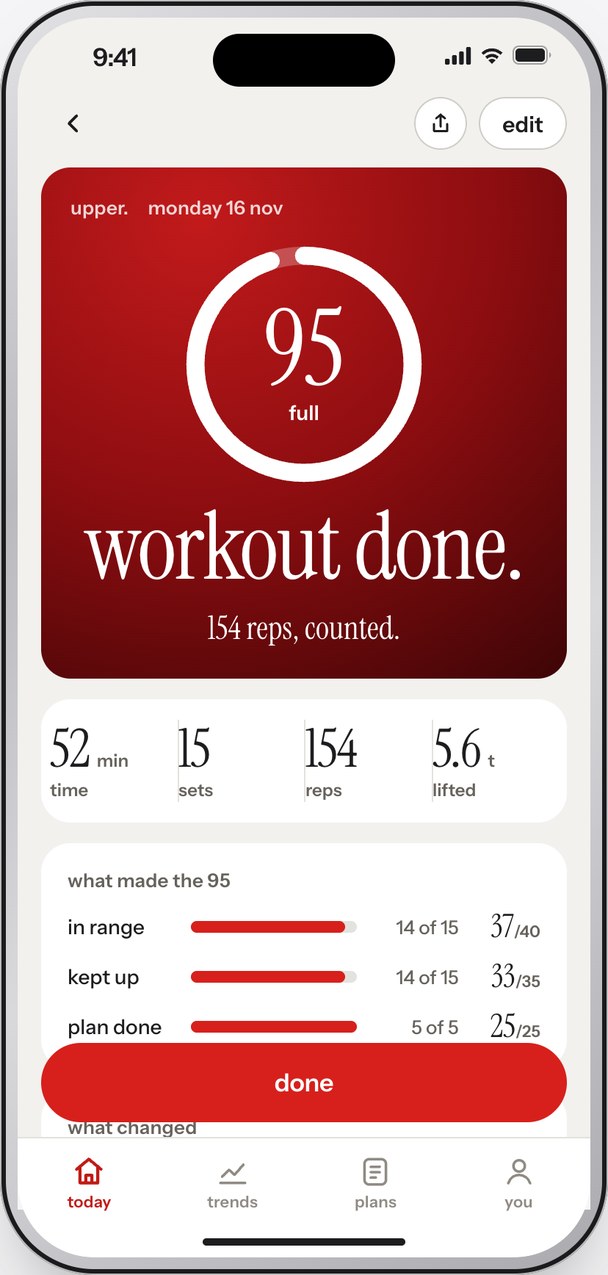 9:41
edit
upper. monday 16 nov
95
full
workout done.
154 reps, counted.
52 min 15 154 5.6 t
time sets reps lifted
what made the 95
in range 14 of 15 37/40
kept up 14 of 15 33/35
plan done 5 of 5 25/25
done
what changed
today trends plans you